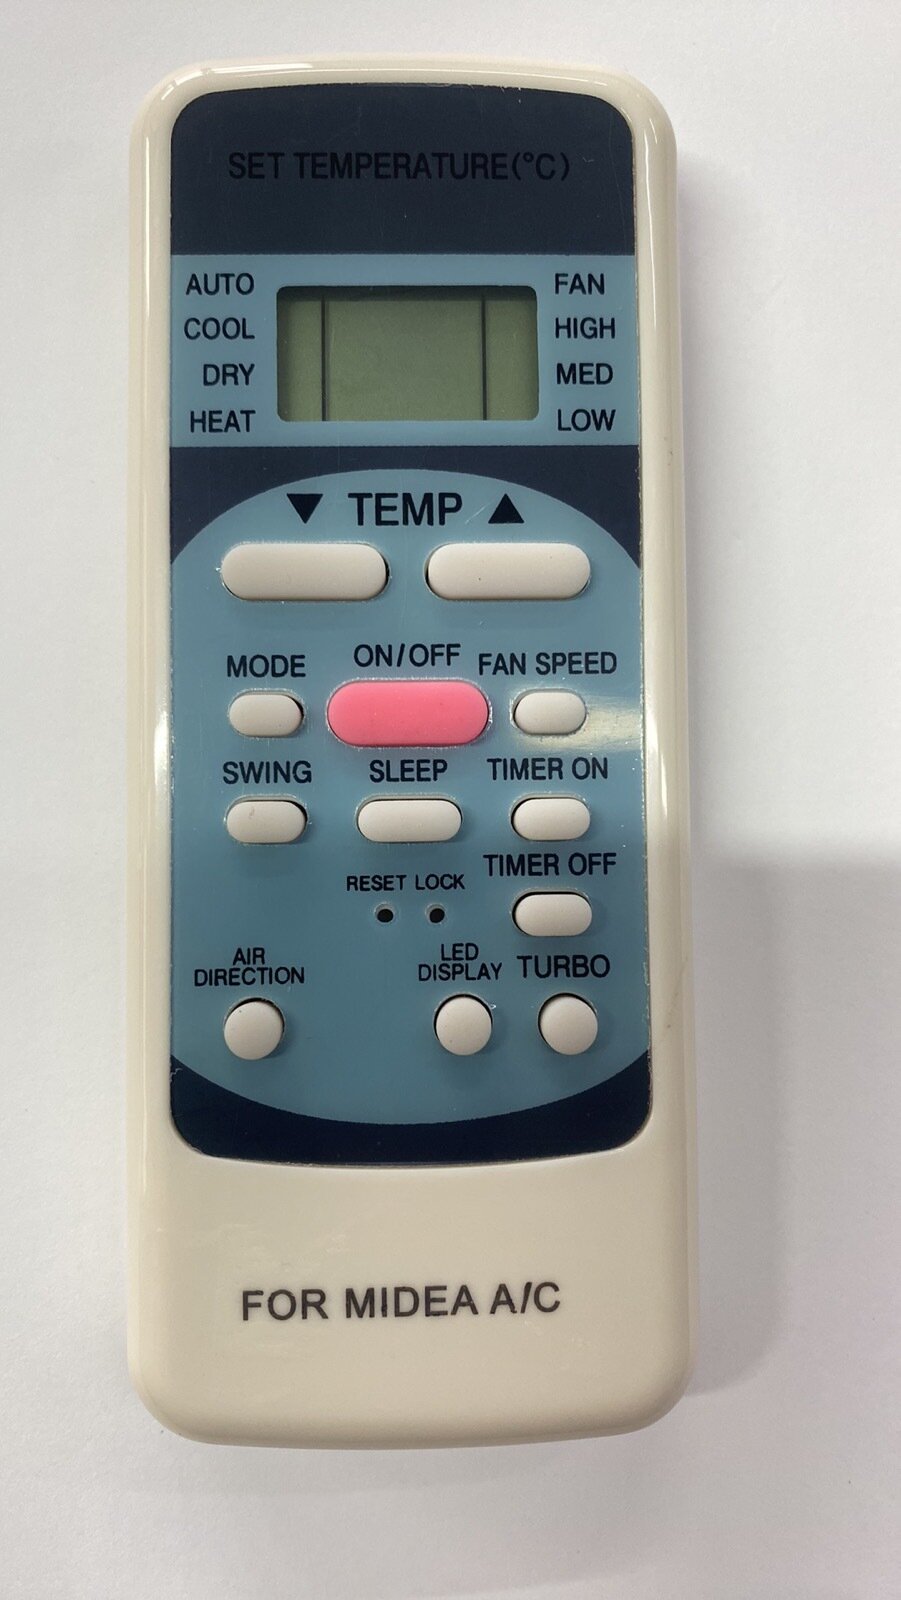 SET TEMPERATURE(°C)
AUTO
COOL
DRY
HEAT
FAN
HIGH
MED
LOW
▼ TEMP ▲
MODE ON/OFF FAN SPEED
SWING SLEEP TIMER ON
TIMER OFF
RESET LOCK
AIR
DIRECTION
LED
DISPLAY
TURBO
FOR MIDEA A/C